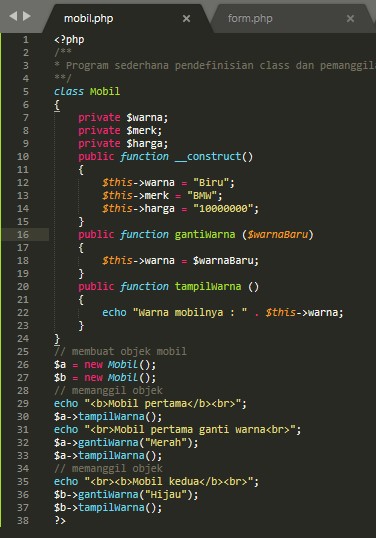 mobil.php × form.php ×
1 <?php
2 /**
3 * Program sederhana pendefinisian class dan
4 **/
5 class Mobil
6 {
7 private $warna;
8 private $merk;
9 private $harga;
10 public function __construct()
11 {
12 $this->warna = "Biru";
13 $this->merk = "BMW";
14 $this->harga = "10000000";
15 }
16 public function gantiWarna ($warnaBaru)
17 {
18 $this->warna = $warnaBaru;
19 }
20 public function tampilWarna ()
21 {
22 echo "Warna mobilnya : " . $this->warna;
23 }
24 }
25 // membuat objek mobil
26 $a = new Mobil();
27 $b = new Mobil();
28 // memanggil objek
29 echo "<b>Mobil pertama</b><br>";
30 $a->tampilWarna();
31 echo "<br>Mobil pertama ganti warna<br>";
32 $a->gantiWarna("Merah");
33 $a->tampilWarna();
34 // memanggil objek
35 echo "<br><b>Mobil kedua</b><br>";
36 $b->gantiWarna("Hijau");
37 $b->tampilWarna();
38 ?>